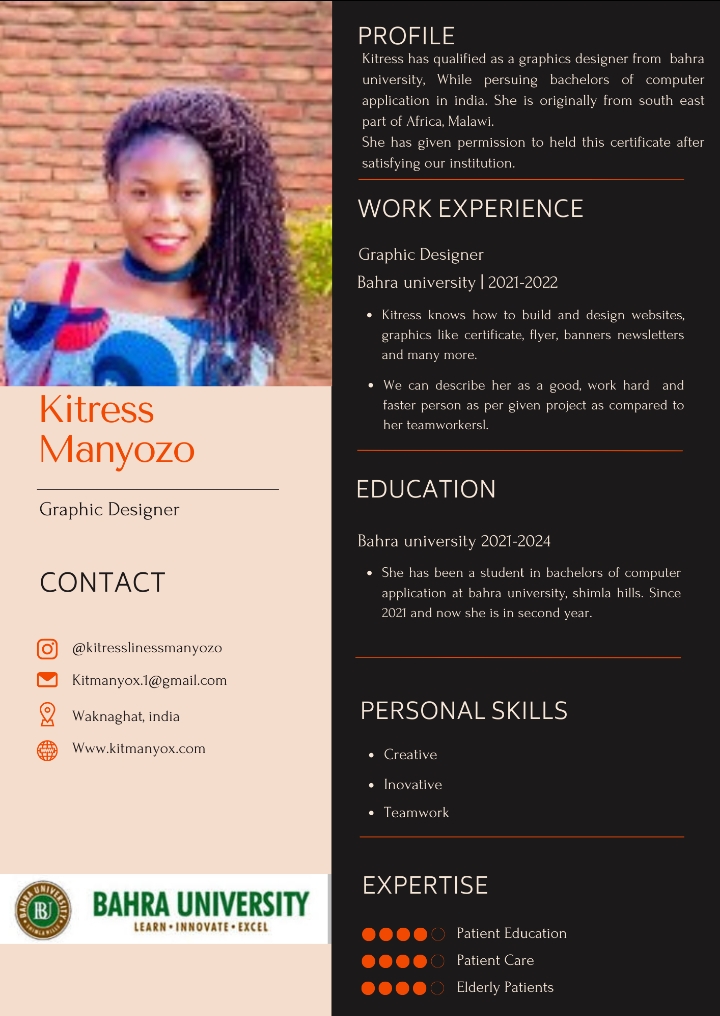 Kitress
Manyozo
Graphic Designer
CONTACT
@kitresslinessmanyozo
Kitmanyox.1@gmail.com
Waknaghat, india
Www.kitmanyox.com
BAHRA UNIVERSITY
BU
SHIMLA HILLS
BAHRA UNIVERSITY
LEARN • INNOVATE • EXCEL
PROFILE
Kitress has qualified as a graphics designer from bahra
university, While persuing bachelors of computer
application in india. She is originally from south east
part of Africa, Malawi.
She has given permission to held this certificate after
satisfying our institution.
WORK EXPERIENCE
Graphic Designer
Bahra university | 2021-2022
• Kitress knows how to build and design websites,
graphics like certificate, flyer, banners newsletters
and many more.
• We can describe her as a good, work hard and
faster person as per given project as compared to
her teamworkersl.
EDUCATION
Bahra university 2021-2024
• She has been a student in bachelors of computer
application at bahra university, shimla hills. Since
2021 and now she is in second year.
PERSONAL SKILLS
• Creative
• Inovative
• Teamwork
EXPERTISE
Patient Education
Patient Care
Elderly Patients